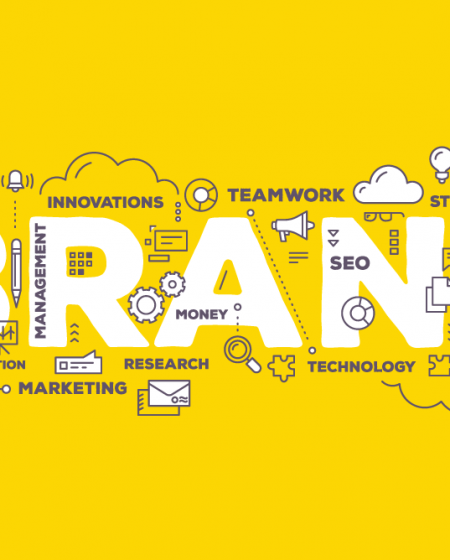 INNOVATIONS
TEAMWORK
ST
MANAGEMENT
BRAN
SEO
MONEY
TION
RESEARCH
TECHNOLOGY
MARKETING